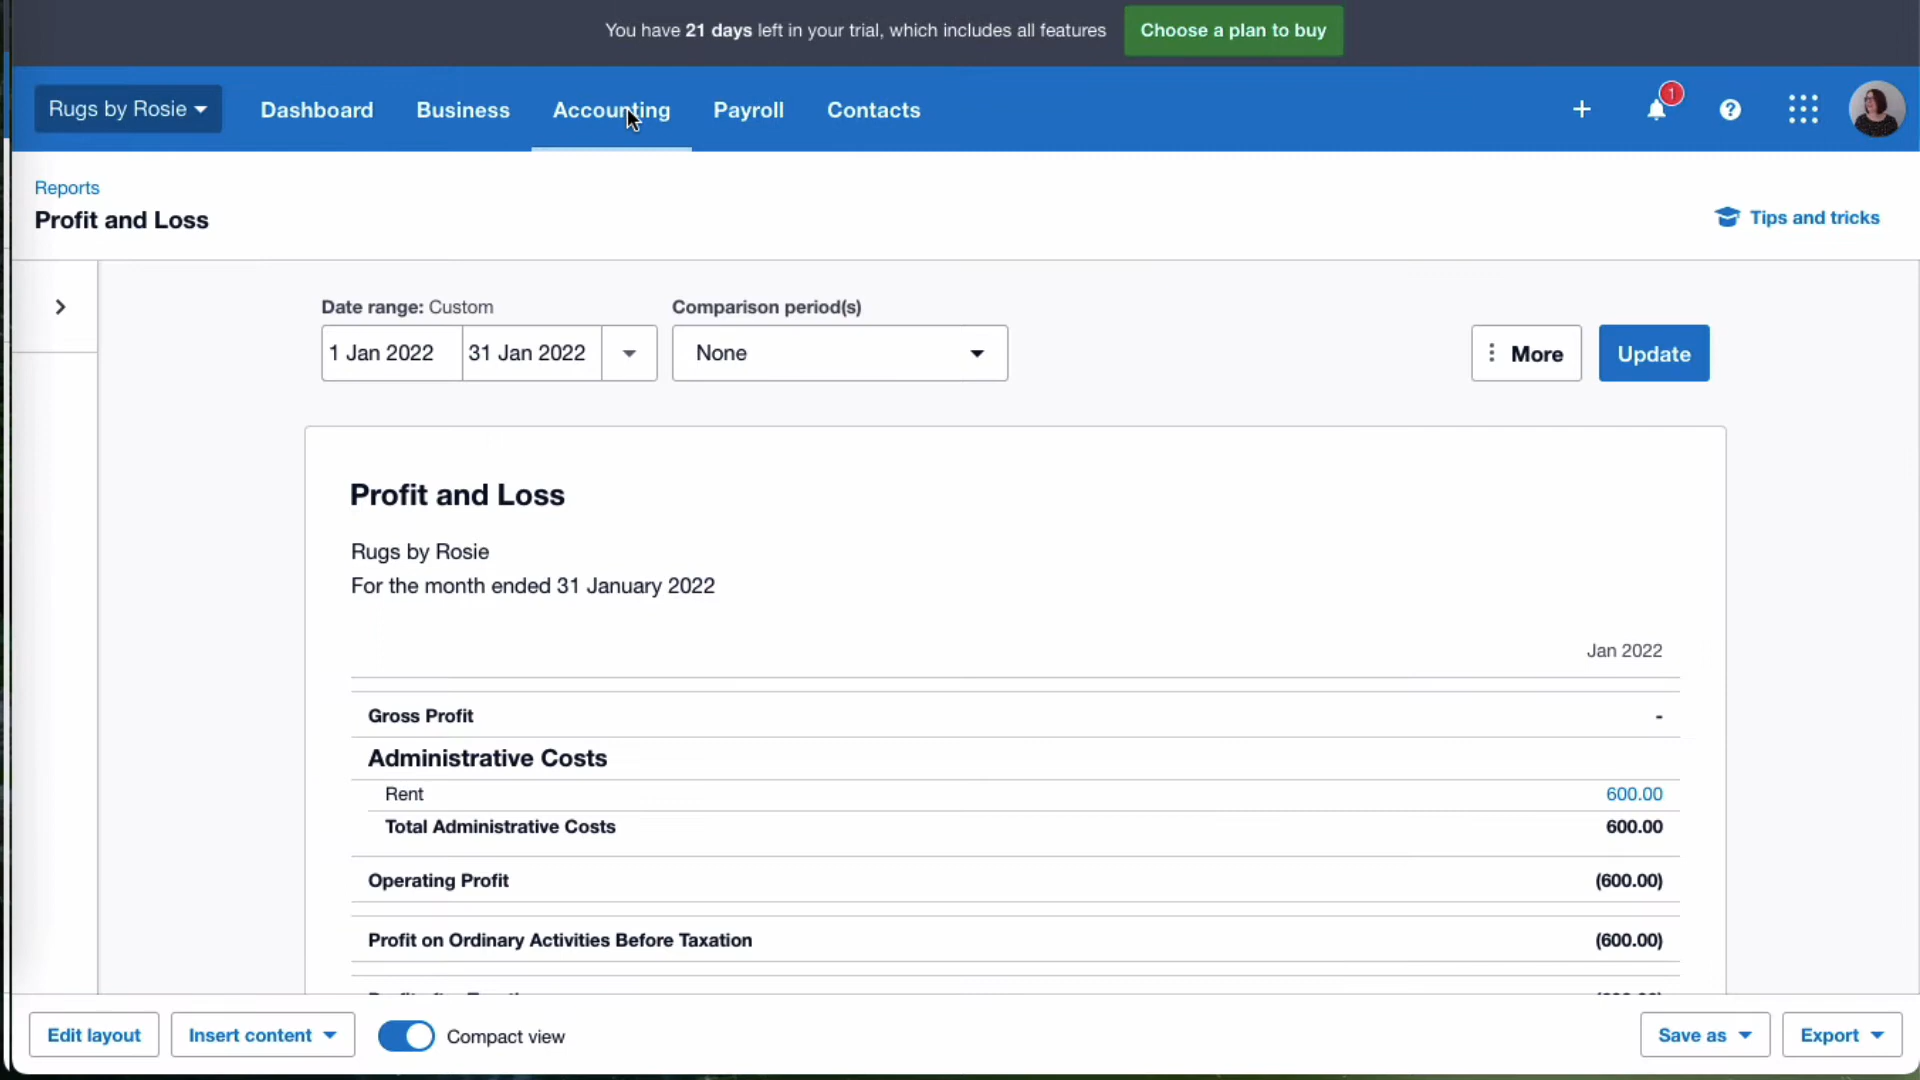 You have 21 days left in your trial, which includes all features
Choose a plan to buy
Rugs by Rosie
Dashboard
Business
Accounting
Payroll
Contacts
1
Reports
Profit and Loss
Tips and tricks
Date range: Custom
Comparison period(s)
1 Jan 2022
31 Jan 2022
None
More
Update
Profit and Loss
Rugs by Rosie
For the month ended 31 January 2022
Jan 2022
Gross Profit -
Administrative Costs
Rent 600.00
Total Administrative Costs 600.00
Operating Profit (600.00)
Profit on Ordinary Activities Before Taxation (600.00)
Edit layout
Insert content
Compact view
Save as
Export